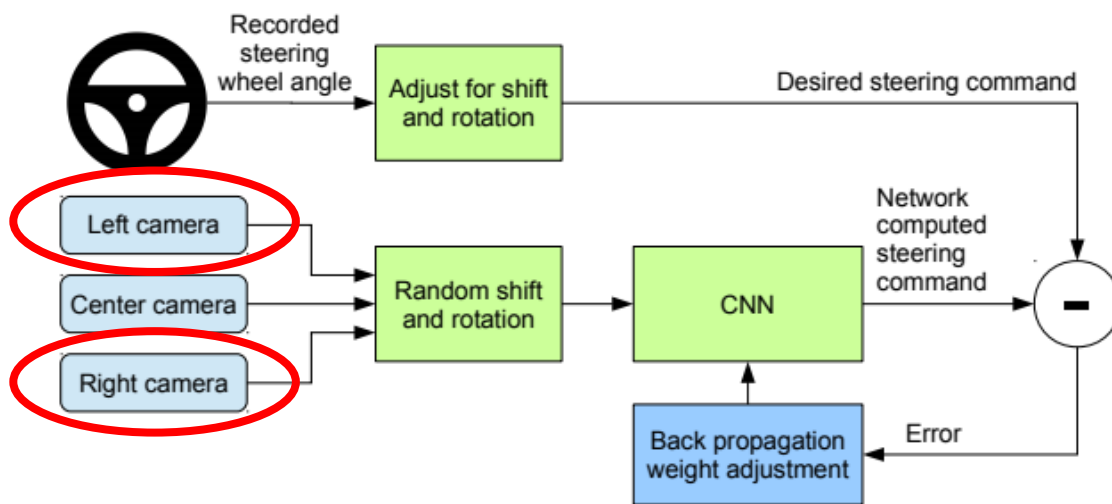 Recorded
steering
wheel angle
Adjust for shift
and rotation
Desired steering command
Left camera
Center camera
Right camera
Random shift
and rotation
CNN
Network
computed
steering
command
-
Back propagation
weight adjustment
Error